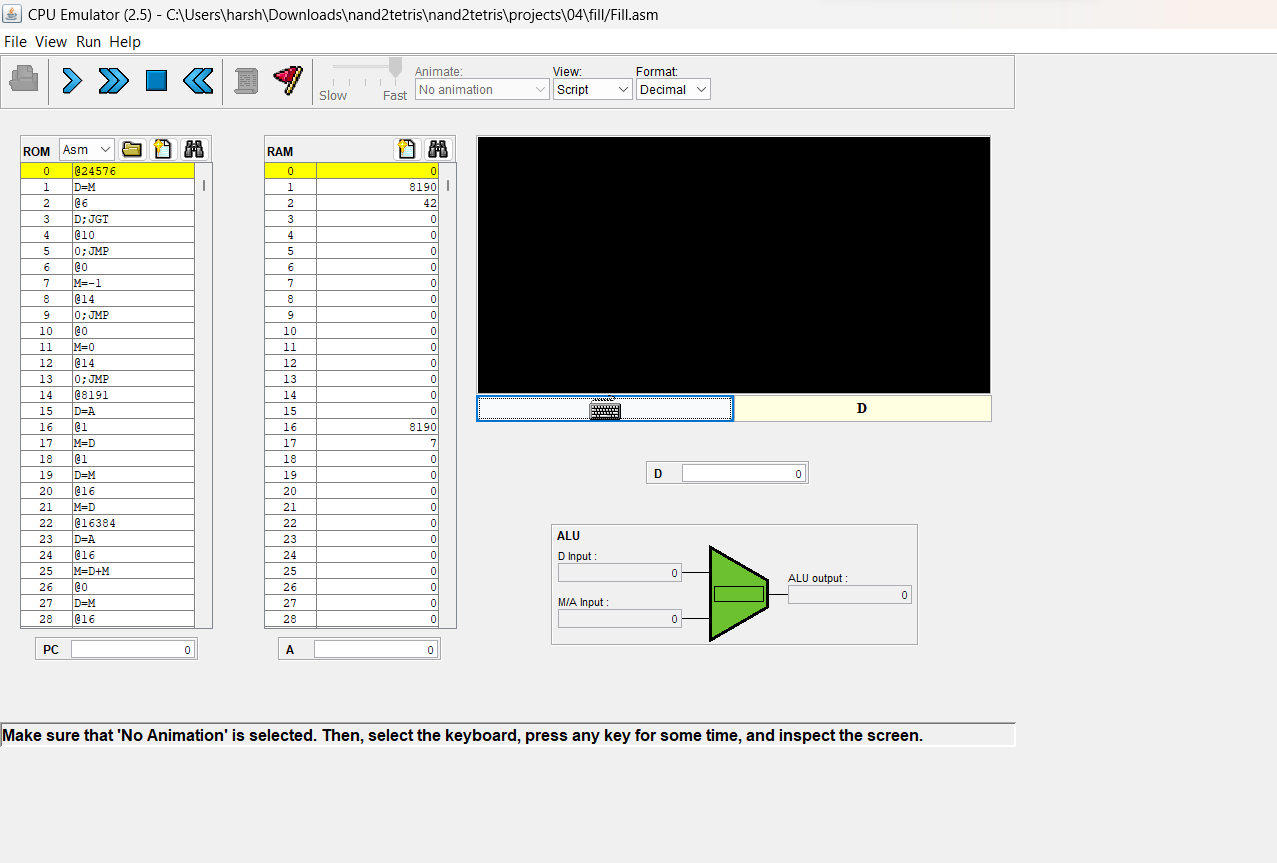 CPU Emulator (2.5) - C:\Users\harsh\Downloads\nand2tetris\nand2tetris\projects\04\fill/Fill.asm
File View Run Help
Slow Fast
Animate:
No animation
View:
Script
Format:
Decimal
ROM Asm
0 @24576
1 D=M
2 @6
3 D;JGT
4 @10
5 0;JMP
6 @0
7 M=-1
8 @14
9 0;JMP
10 @0
11 M=0
12 @14
13 0;JMP
14 @8191
15 D=A
16 @1
17 M=D
18 @1
19 D=M
20 @16
21 M=D
22 @16384
23 D=A
24 @16
25 M=D+M
26 @0
27 D=M
28 @16
PC 0
RAM
0 0
1 8190
2 42
3 0
4 0
5 0
6 0
7 0
8 0
9 0
10 0
11 0
12 0
13 0
14 0
15 0
16 8190
17 7
18 0
19 0
20 0
21 0
22 0
23 0
24 0
25 0
26 0
27 0
28 0
A 0
D
D 0
ALU
D Input :
0
M/A Input :
0
ALU output :
0
Make sure that 'No Animation' is selected. Then, select the keyboard, press any key for some time, and inspect the screen.